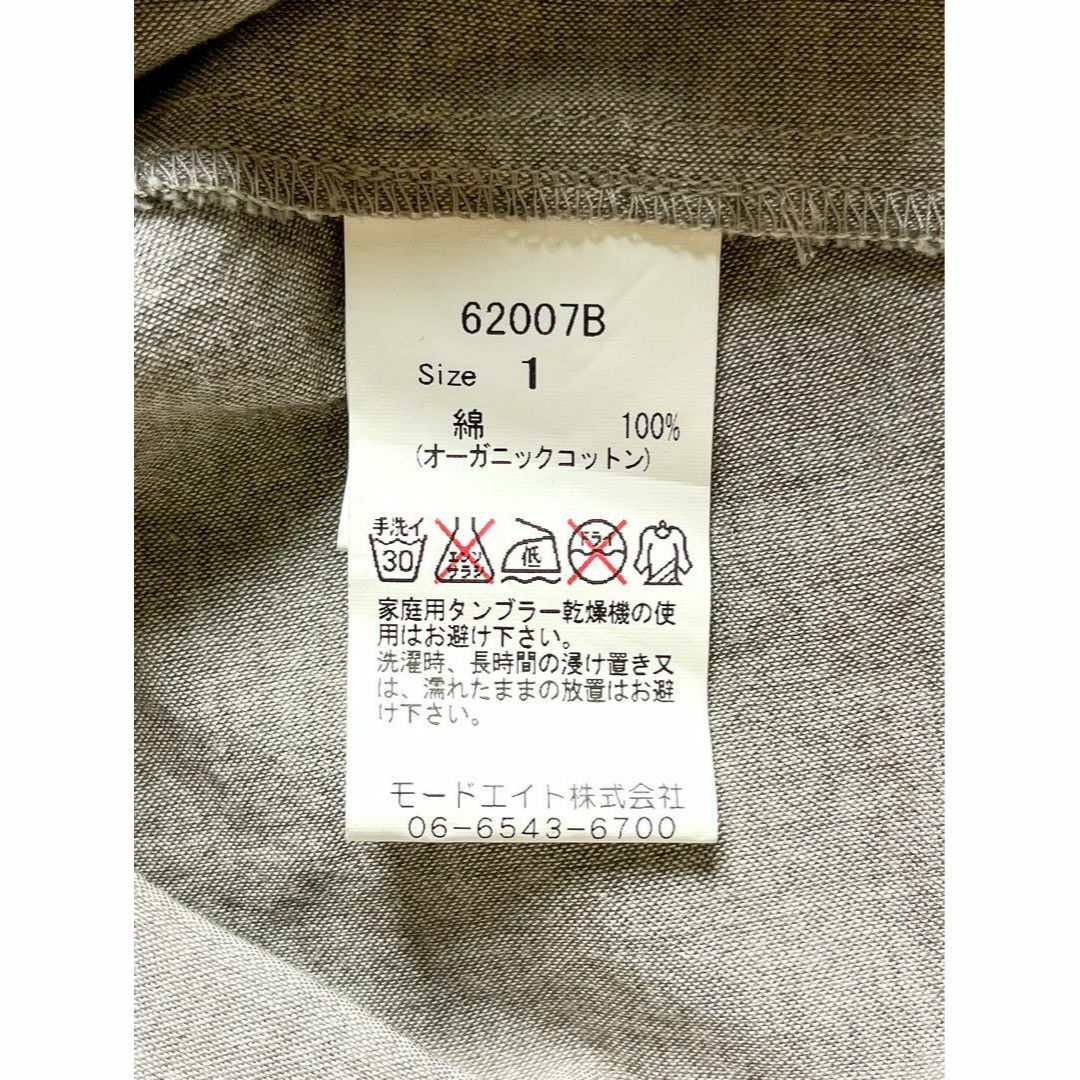 62007B
Size 1
綿 100%
(オーガニックコットン)
手洗イ
30 エンソサラシ 低 ドライ
家庭用タンブラー乾燥機の使
用はお避け下さい。
洗濯時、長時間の浸け置き又
は、濡れたままの放置はお避
け下さい。
モードエイト株式会社
06-6543-6700